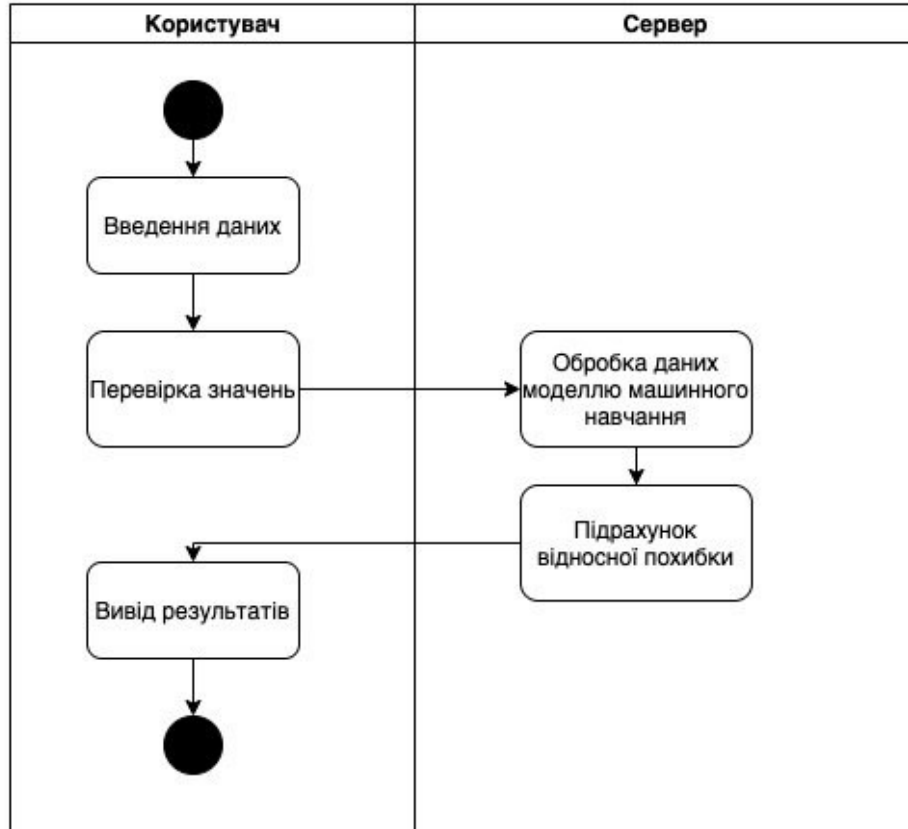 Користувач
Сервер
Введення даних
Перевірка значень
Обробка даних
моделлю машинного
навчання
Підрахунок
відносної похибки
Вивід результатів